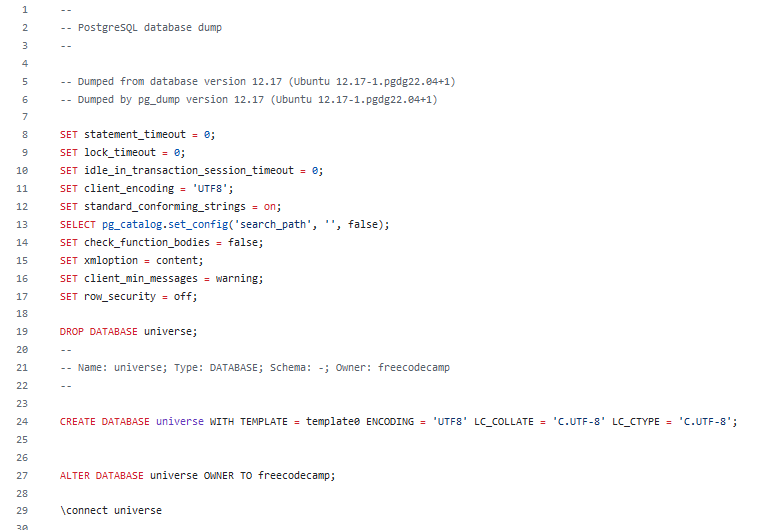 1 --
2 -- PostgreSQL database dump
3 --
4
5 -- Dumped from database version 12.17 (Ubuntu 12.17-1.pgdg22.04+1)
6 -- Dumped by pg_dump version 12.17 (Ubuntu 12.17-1.pgdg22.04+1)
7
8 SET statement_timeout = 0;
9 SET lock_timeout = 0;
10 SET idle_in_transaction_session_timeout = 0;
11 SET client_encoding = 'UTF8';
12 SET standard_conforming_strings = on;
13 SELECT pg_catalog.set_config('search_path', '', false);
14 SET check_function_bodies = false;
15 SET xmloption = content;
16 SET client_min_messages = warning;
17 SET row_security = off;
18
19 DROP DATABASE universe;
20 --
21 -- Name: universe; Type: DATABASE; Schema: -; Owner: freecodecamp
22 --
23
24 CREATE DATABASE universe WITH TEMPLATE = template0 ENCODING = 'UTF8' LC_COLLATE = 'C.UTF-8' LC_CTYPE = 'C.UTF-8';
25
26
27 ALTER DATABASE universe OWNER TO freecodecamp;
28
29 \connect universe
30